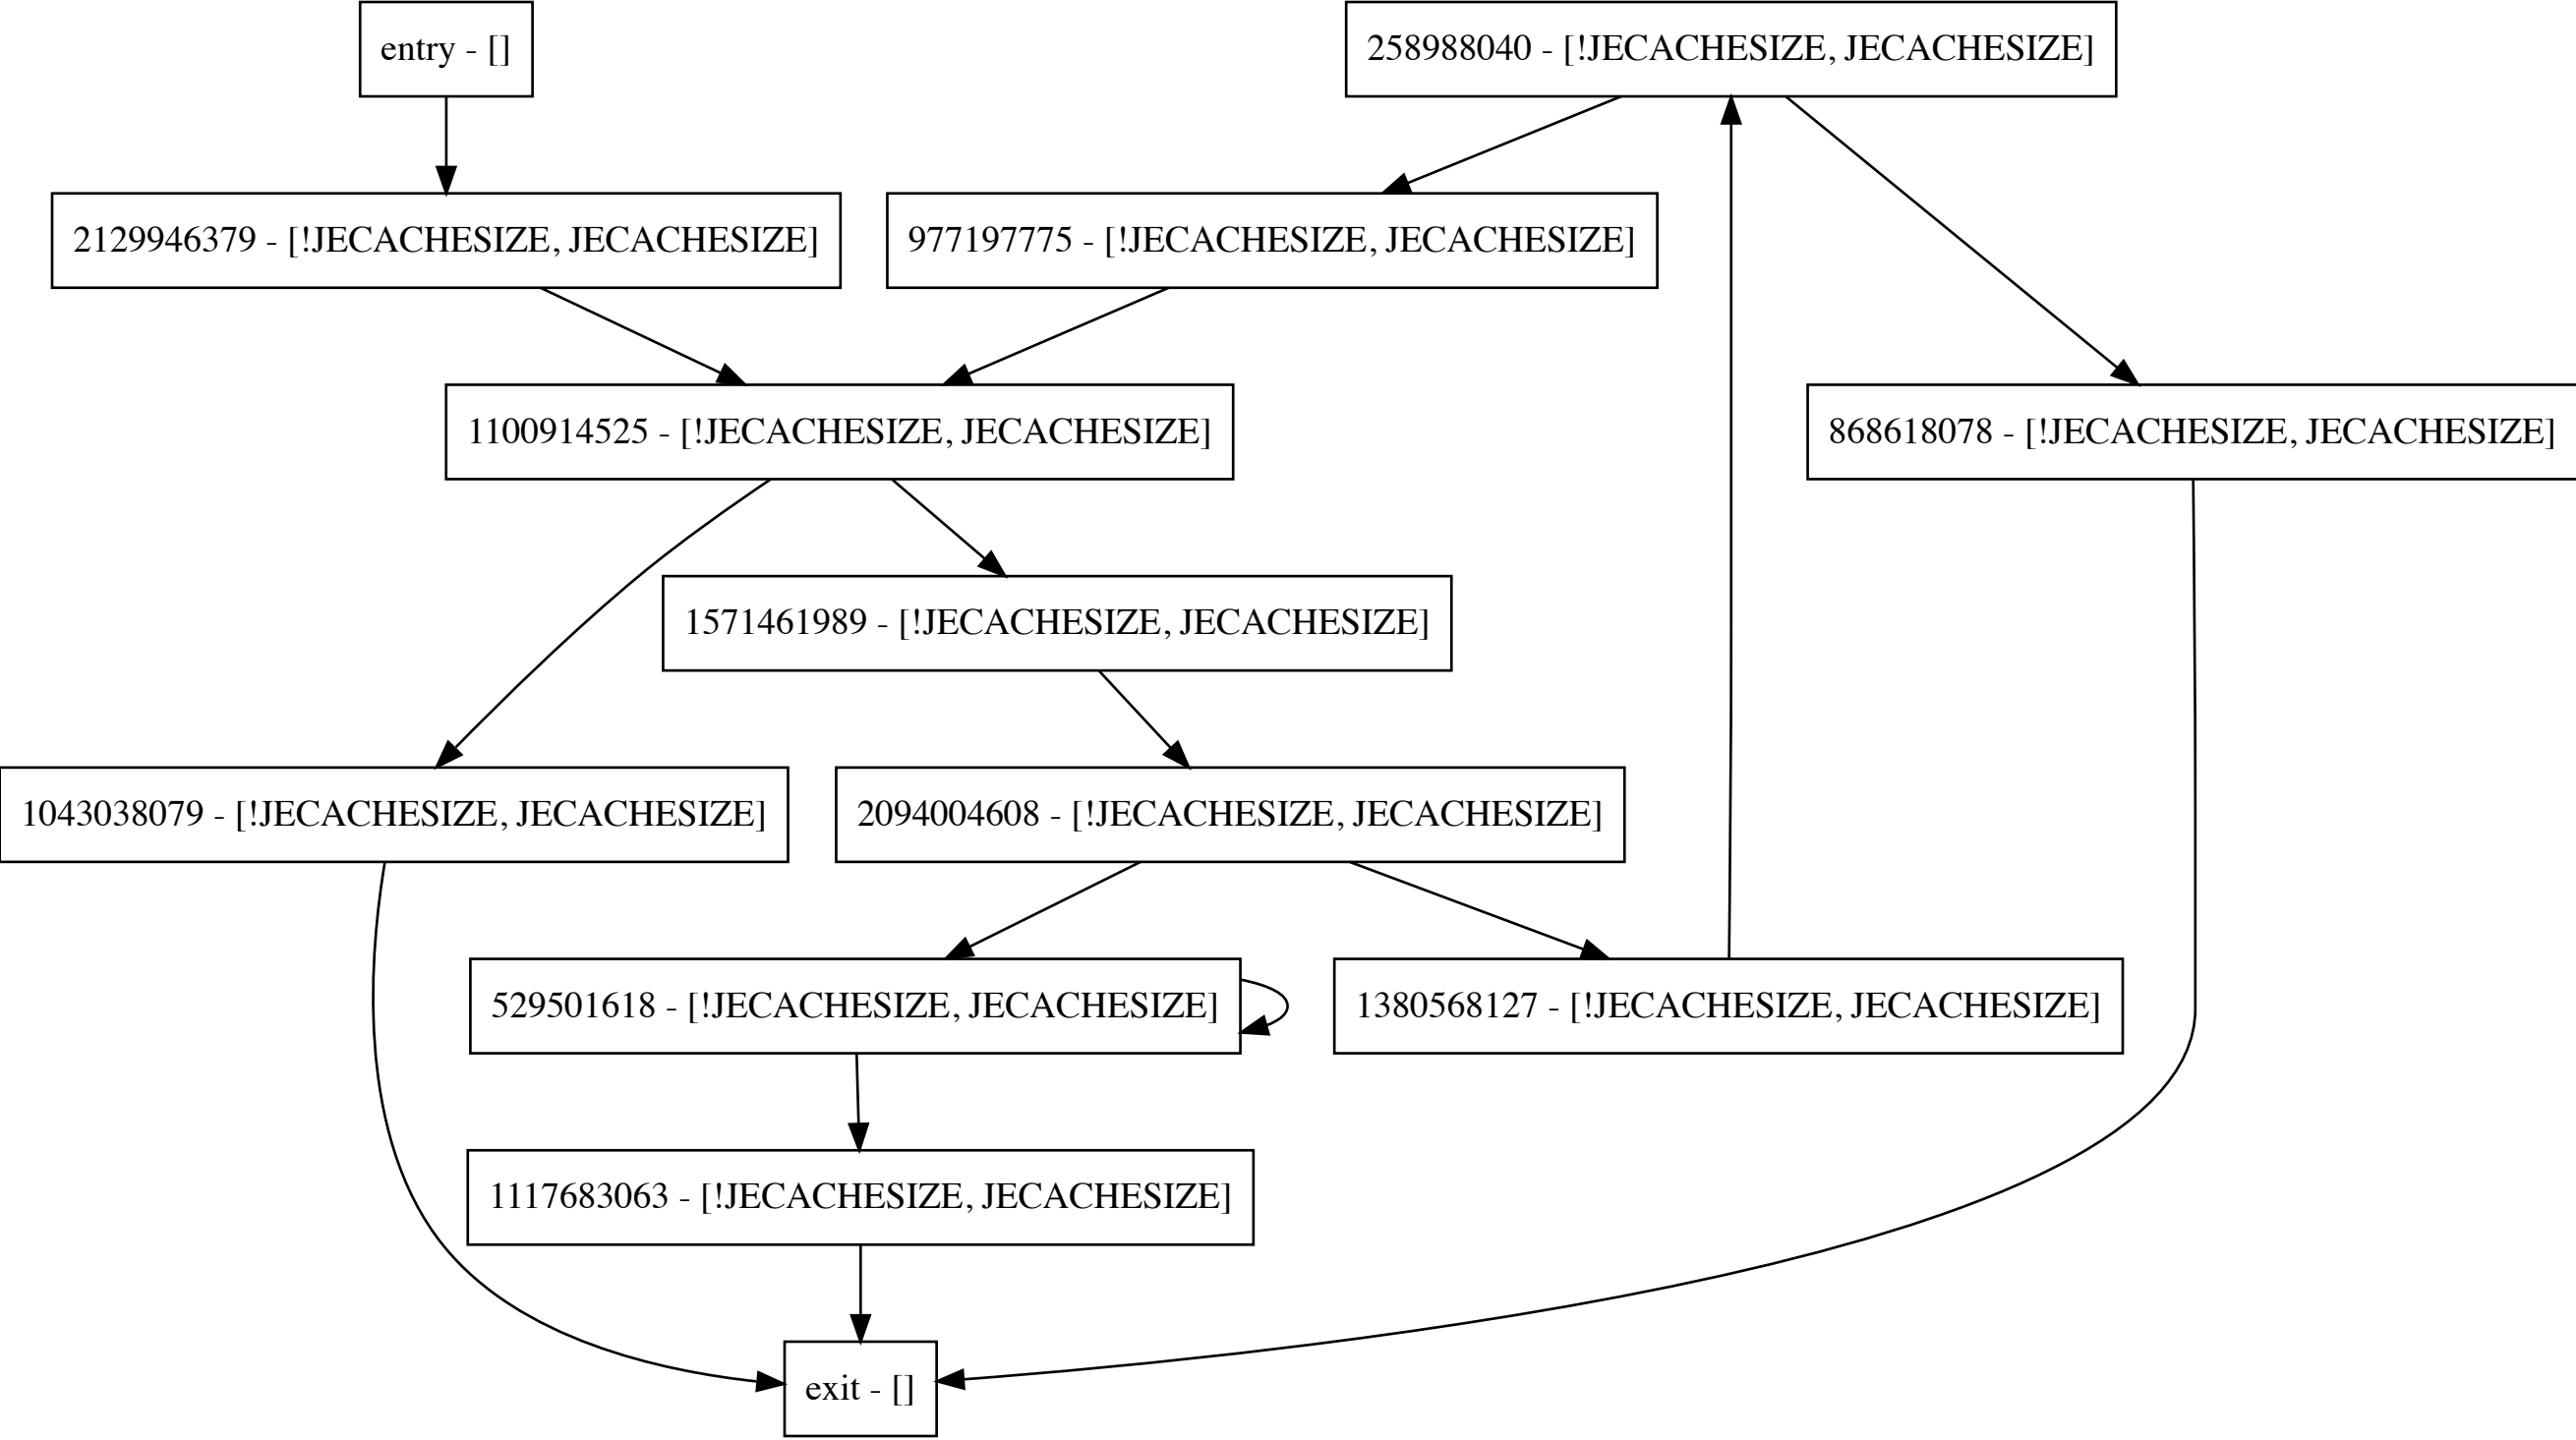 entry - []
258988040 - [!JECACHESIZE, JECACHESIZE]
2129946379 - [!JECACHESIZE, JECACHESIZE]
977197775 - [!JECACHESIZE, JECACHESIZE]
1100914525 - [!JECACHESIZE, JECACHESIZE]
868618078 - [!JECACHESIZE, JECACHESIZE]
1571461989 - [!JECACHESIZE, JECACHESIZE]
1043038079 - [!JECACHESIZE, JECACHESIZE]
2094004608 - [!JECACHESIZE, JECACHESIZE]
529501618 - [!JECACHESIZE, JECACHESIZE]
1380568127 - [!JECACHESIZE, JECACHESIZE]
1117683063 - [!JECACHESIZE, JECACHESIZE]
exit - []